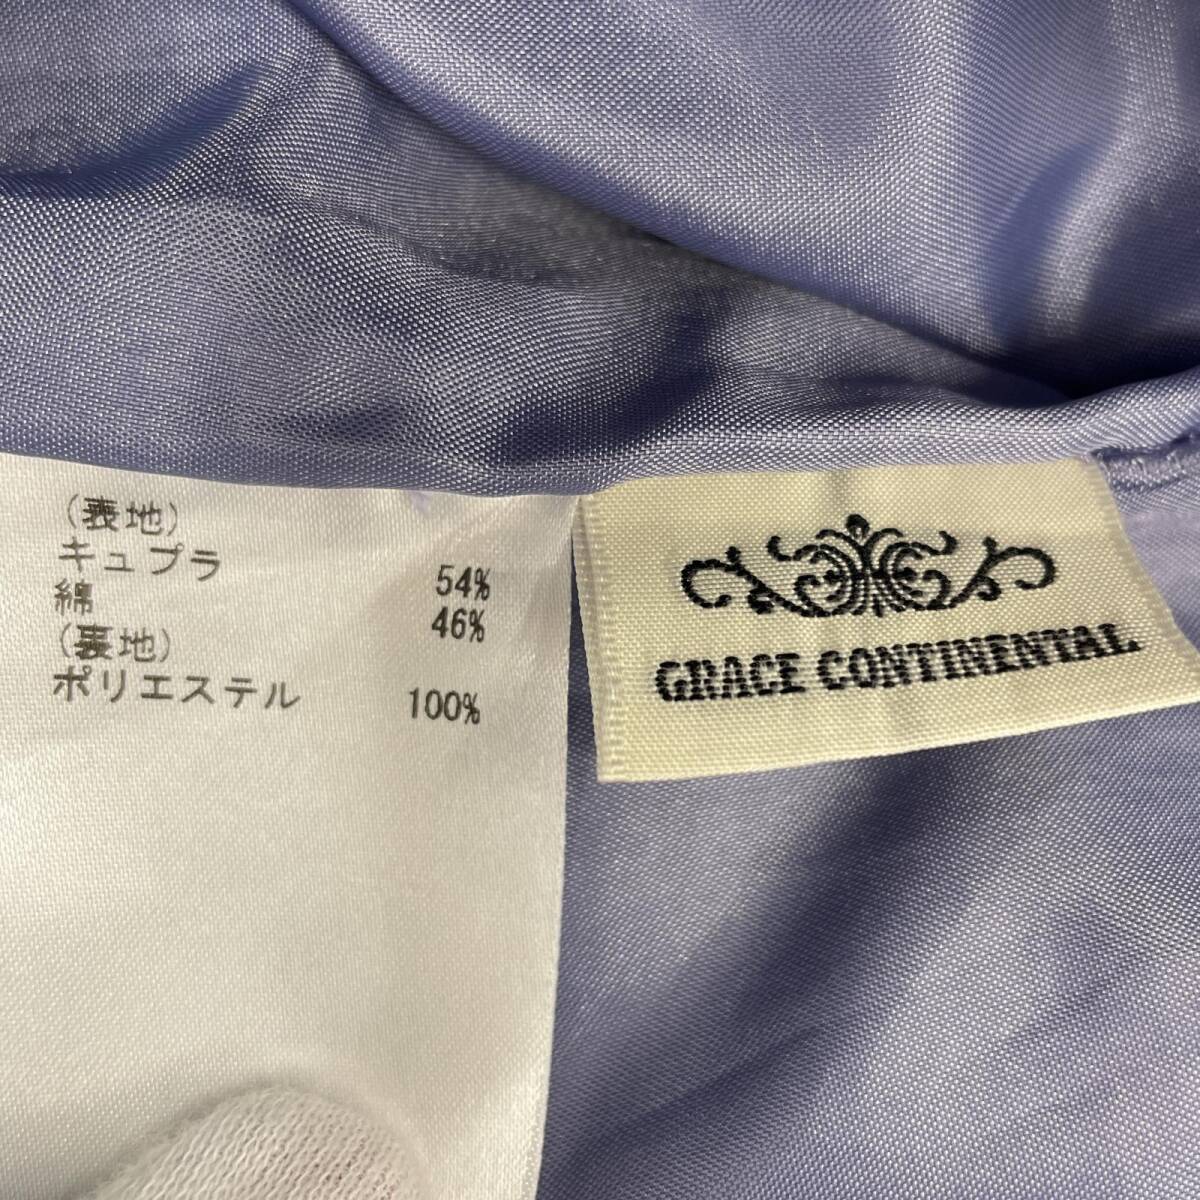 (表地)
キュプラ 54%
綿 46%
(裏地)
ポリエステル 100%
GRACE CONTINENTAL